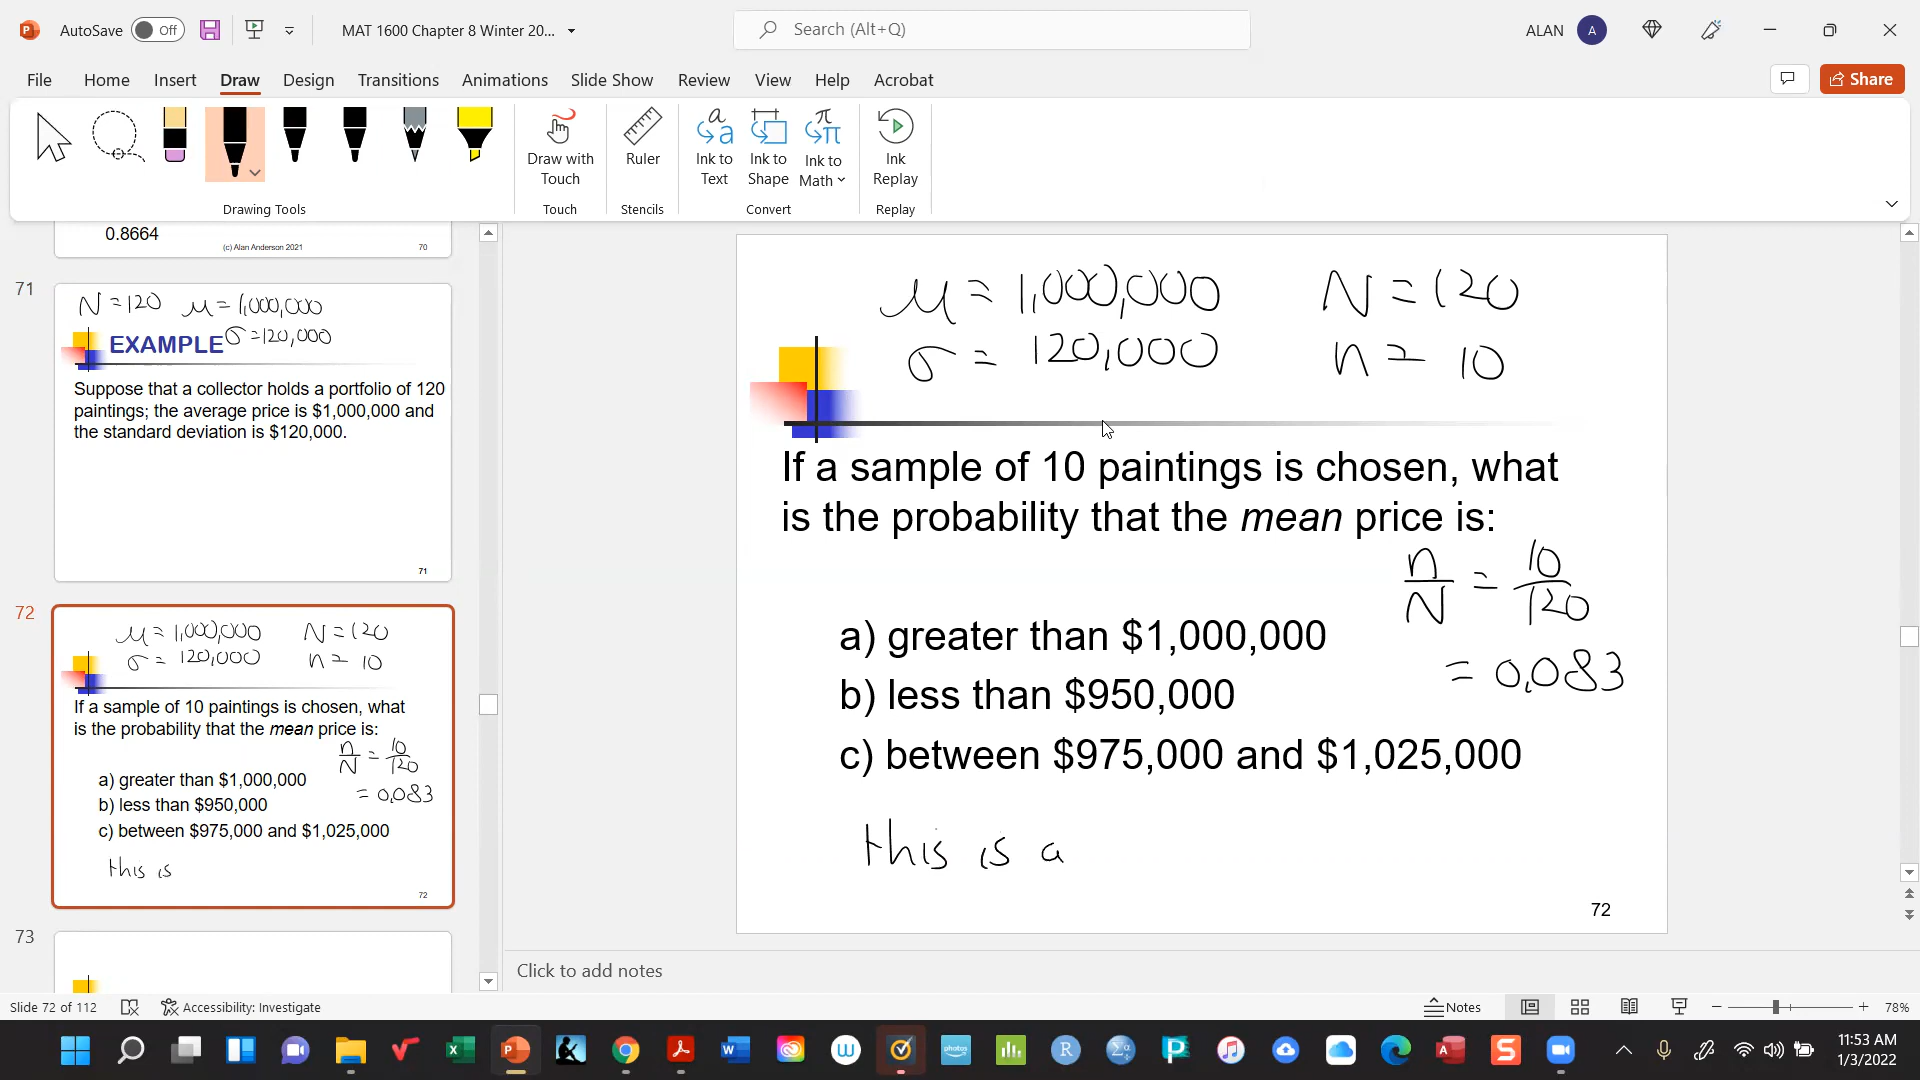 AutoSave Off MAT 1600 Chapter 8 Winter 20... Search (Alt+Q) ALAN A
File Home Insert Draw Design Transitions Animations Slide Show Review View Help Acrobat Share
Draw with Touch
Ruler
Ink to Text
Ink to Shape
Ink to Math
Ink Replay
Drawing Tools Touch Stencils Convert Replay
0.8664
(c) Alan Anderson 2021 70
71
N = 120 μ = 1,000,000
σ = 120,000
EXAMPLE
Suppose that a collector holds a portfolio of 120
paintings; the average price is $1,000,000 and
the standard deviation is $120,000.
71
72
μ = 1,000,000 N = 120
σ = 120,000 n = 10
If a sample of 10 paintings is chosen, what
is the probability that the mean price is:
n/N = 10/120
a) greater than $1,000,000
= 0.083
b) less than $950,000
c) between $975,000 and $1,025,000
this is
72
73
μ = 1,000,000 N = 120
σ = 120,000 n = 10
If a sample of 10 paintings is chosen, what
is the probability that the mean price is:
n/N = 10/120
a) greater than $1,000,000
= 0.083
b) less than $950,000
c) between $975,000 and $1,025,000
this is a
72
Click to add notes
Slide 72 of 112 Accessibility: Investigate Notes 78%
11:53 AM
1/3/2022